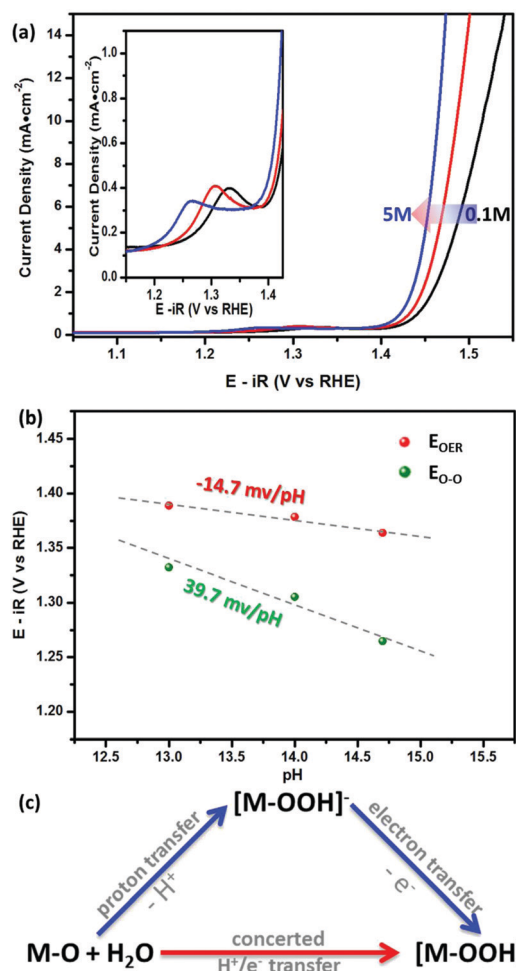 (a)
Current Density (mA•cm-2)
14
12
10
8
6
4
2
0
1.1
1.2
1.3
1.4
1.5
E - iR (V vs RHE)
Current Density (mA•cm-2)
1.0
0.8
0.6
0.4
0.2
0.0
1.2
1.3
1.4
E -iR (V vs RHE)
5M
0.1M
(b)
E - iR (V vs RHE)
1.45
1.40
1.35
1.30
1.25
1.20
EOER
EO-O
-14.7 mv/pH
39.7 mv/pH
12.5
13.0
13.5
14.0
14.5
15.0
15.5
pH
(c)
[M-OOH]-
proton transfer
- H+
electron transfer
- e-
M-O + H2O
concerted
H+/e- transfer
[M-OOH